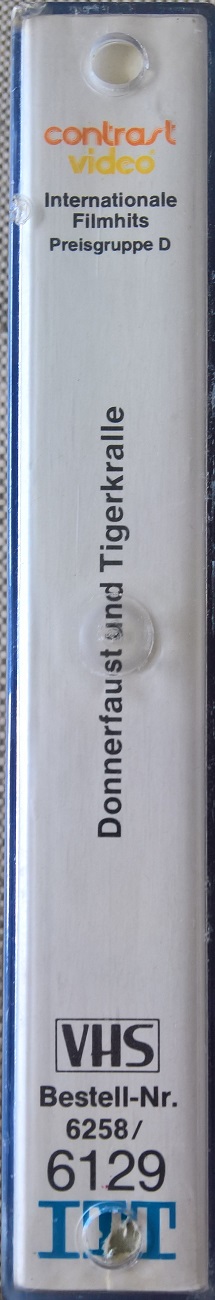 contrast
video
Internationale
Filmhits
Preisgruppe D
Donnerfaust und Tigerkralle
VHS
Bestell-Nr.
6258/
6129
ITT